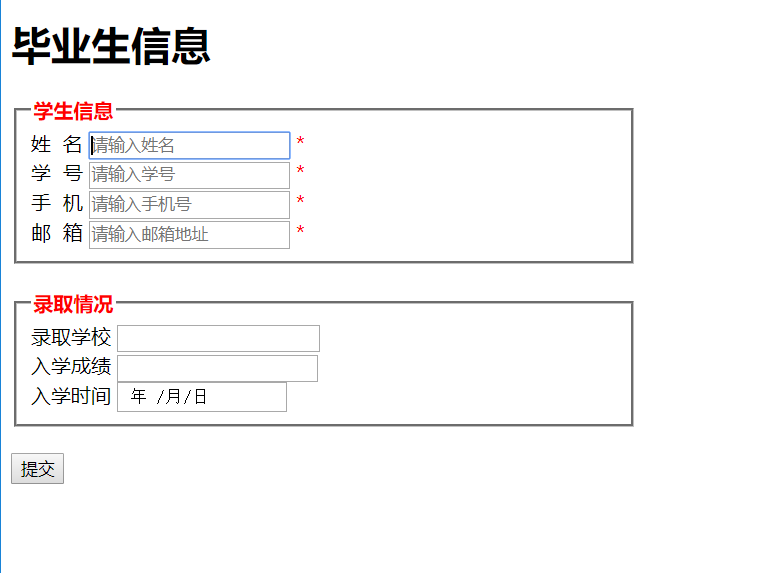 毕业生信息
学生信息
姓 名 请输入姓名 *
学 号 请输入学号 *
手 机 请输入手机号 *
邮 箱 请输入邮箱地址 *
录取情况
录取学校
入学成绩
入学时间 年 /月/日
提交